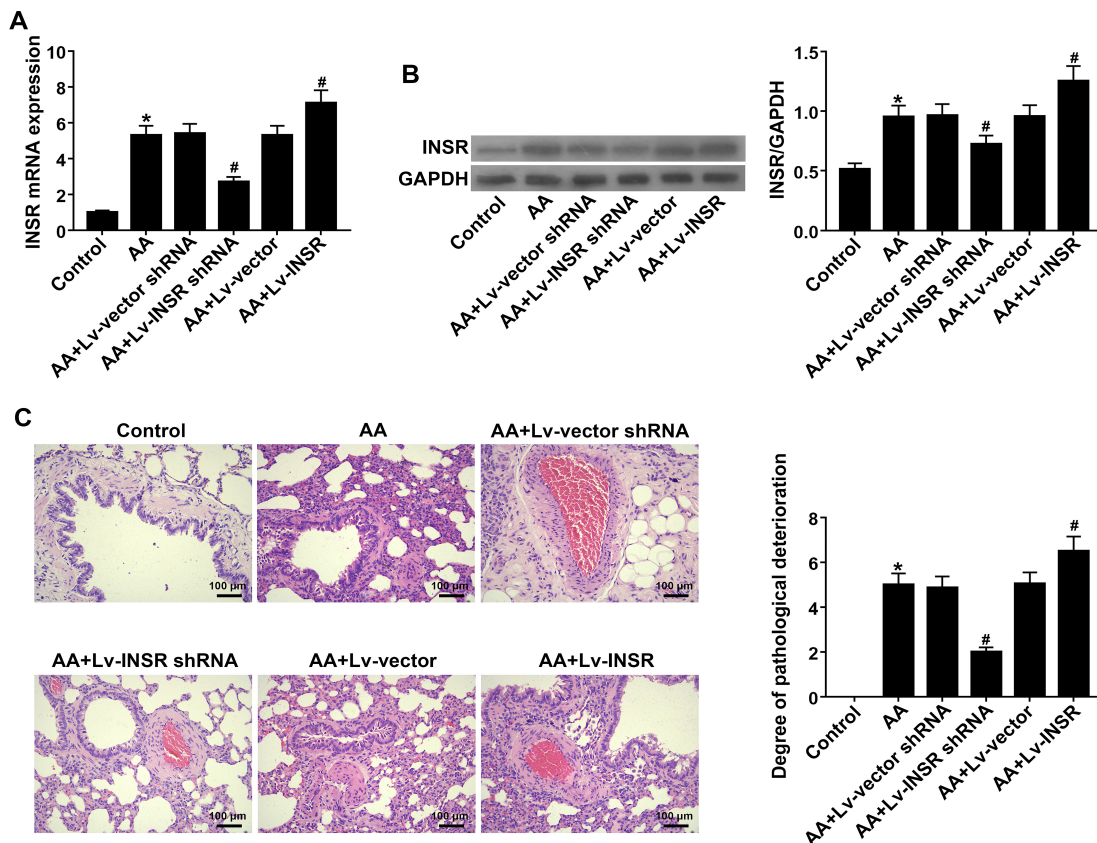 A
INSR mRNA expression
10
8
6
4
2
0
*
#
#
Control
AA
AA+Lv-vector shRNA
AA+Lv-INSR shRNA
AA+Lv-vector
AA+Lv-INSR
B
INSR
GAPDH
Control
AA
AA+Lv-vector shRNA
AA+Lv-INSR shRNA
AA+Lv-vector
AA+Lv-INSR
INSR/GAPDH
1.5
1.0
0.5
0.0
*
#
#
Control
AA
AA+Lv-vector shRNA
AA+Lv-INSR shRNA
AA+Lv-vector
AA+Lv-INSR
C
Control
AA
AA+Lv-vector shRNA
100 µm
100 µm
100 µm
AA+Lv-INSR shRNA
AA+Lv-vector
AA+Lv-INSR
100 µm
100 µm
100 µm
Degree of pathological deterioration
8
6
4
2
0
*
#
#
Control
AA
AA+Lv-vector shRNA
AA+Lv-INSR shRNA
AA+Lv-vector
AA+Lv-INSR